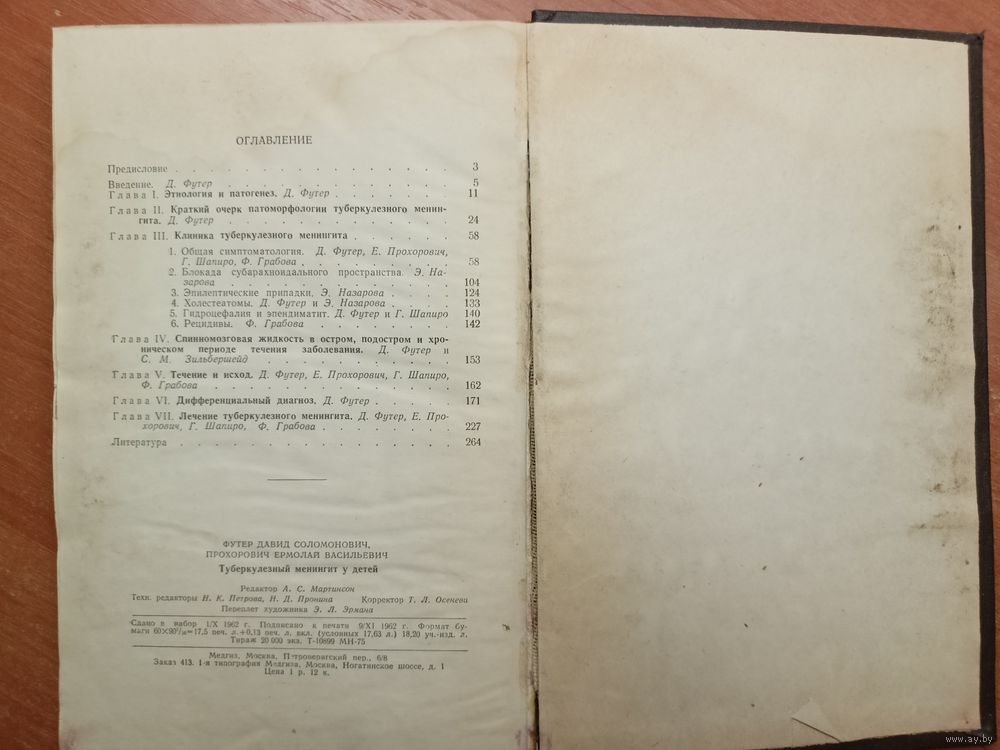 ОГЛАВЛЕНИЕ
Предисловие . . . . . . . . . . . . . . . . 3
Введение. Д. Футер . . . . . . . . . . . . 5
Глава I. Этиология и патогенез. Д. Футер . . . . . . 11
Глава II. Краткий очерк патоморфологии туберкулезного менин-
гита. Д. Футер . . . . . . . . . . . . 24
Глава III. Клиника туберкулезного менингита . . . . . . 58
1. Общая симптоматология. Д. Футер, Е. Прохорович,
Г. Шапиро, Ф. Грабова . . . . . . . . 58
2. Блокада субарахноидального пространства. Э. На-
зарова . . . . . . . . . . . . . 104
3. Эпилептические припадки. Э. Назарова . . . . 124
4. Холестеатомы. Д. Футер и Э. Назарова . . . . 133
5. Гидроцефалия и эпендиматит. Д. Футер и Г. Шапиро 140
6. Рецидивы. Ф. Грабова . . . . . . . . 142
Глава IV. Спинномозговая жидкость в остром, подостром и хро-
ническом периоде течения заболевания. Д. Футер и
С. М. Зильбершейд . . . . . . . . . . 153
Глава V. Течение и исход. Д. Футер, Е. Прохорович, Г. Шапиро,
Ф. Грабова . . . . . . . . . . . . . 162
Глава VI. Дифференциальный диагноз. Д. Футер . . . . . 171
Глава VII. Лечение туберкулезного менингита. Д. Футер, Е. Про-
хорович, Г. Шапиро, Ф. Грабова . . . . . . . 227
Литература . . . . . . . . . . . . . . . 264
ФУТЕР ДАВИД СОЛОМОНОВИЧ,
ПРОХОРОВИЧ ЕРМОЛАЙ ВАСИЛЬЕВИЧ
Туберкулезный менингит у детей
Редактор А. С. Мартинсон
Техн. редакторы Н. К. Петрова, Н. Д. Пронина Корректор Т. Л. Осенева
Переплет художника Э. Л. Эрмана
Сдано в набор 1/X 1962 г. Подписано к печати 9/XI 1962 г. Формат бу-
маги 60×90¹/₁₆=17,5 печ. л.+0,13 печ. л. вкл. (условных 17,63 л.) 18,20 уч.-изд. л.
Тираж 20 000 экз. Т-10899 МН-75
Медгиз, Москва, Петроверигский пер., 6/8
Заказ 413. 1-я типография Медгиза, Москва, Ногатинское шоссе, д. 1
Цена 1 р. 12 к.
www.ay.by